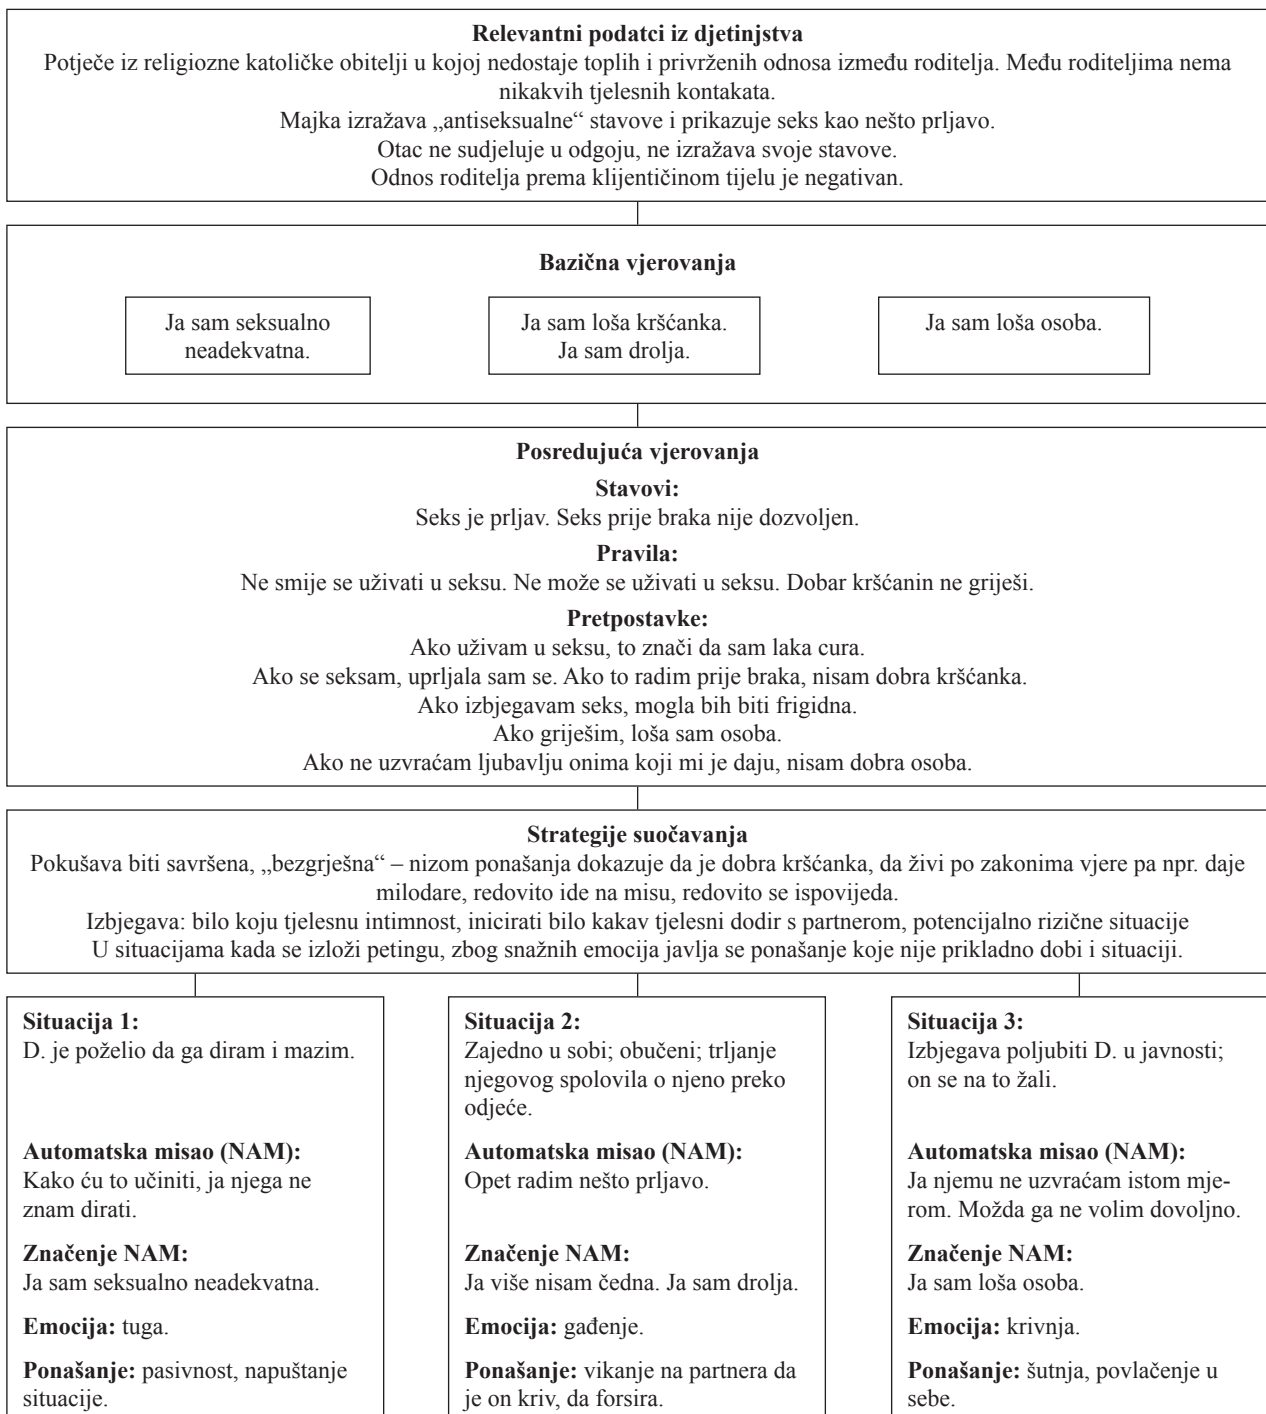 Relevantni podatci iz djetinjstva
Potječe iz religiozne katoličke obitelji u kojoj nedostaje toplih i privrženih odnosa između roditelja. Među roditeljima nema
nikakvih tjelesnih kontakata.
Majka izražava „antiseksualne“ stavove i prikazuje seks kao nešto prljavo.
Otac ne sudjeluje u odgoju, ne izražava svoje stavove.
Odnos roditelja prema klijentičinom tijelu je negativan.
Bazična vjerovanja
Ja sam seksualno
neadekvatna.
Ja sam loša kršćanka.
Ja sam drolja.
Ja sam loša osoba.
Posredujuća vjerovanja
Stavovi:
Seks je prljav. Seks prije braka nije dozvoljen.
Pravila:
Ne smije se uživati u seksu. Ne može se uživati u seksu. Dobar kršćanin ne griješi.
Pretpostavke:
Ako uživam u seksu, to znači da sam laka cura.
Ako se seksam, uprljala sam se. Ako to radim prije braka, nisam dobra kršćanka.
Ako izbjegavam seks, mogla bih biti frigidna.
Ako griješim, loša sam osoba.
Ako ne uzvraćam ljubavlju onima koji mi je daju, nisam dobra osoba.
Strategije suočavanja
Pokušava biti savršena, „bezgrješna“ – nizom ponašanja dokazuje da je dobra kršćanka, da živi po zakonima vjere pa npr. daje
milodare, redovito ide na misu, redovito se ispovijeda.
Izbjegava: bilo koju tjelesnu intimnost, inicirati bilo kakav tjelesni dodir s partnerom, potencijalno rizične situacije
U situacijama kada se izloži petingu, zbog snažnih emocija javlja se ponašanje koje nije prikladno dobi i situaciji.
Situacija 1:
D. je poželio da ga diram i mazim.
Automatska misao (NAM):
Kako ću to učiniti, ja njega ne
znam dirati.
Značenje NAM:
Ja sam seksualno neadekvatna.
Emocija: tuga.
Ponašanje: pasivnost, napuštanje
situacije.
Situacija 2:
Zajedno u sobi; obučeni; trljanje
njegovog spolovila o njeno preko
odjeće.
Automatska misao (NAM):
Opet radim nešto prljavo.
Značenje NAM:
Ja više nisam čedna. Ja sam drolja.
Emocija: gađenje.
Ponašanje: vikanje na partnera da
je on kriv, da forsira.
Situacija 3:
Izbjegava poljubiti D. u javnosti;
on se na to žali.
Automatska misao (NAM):
Ja njemu ne uzvraćam istom mje-
rom. Možda ga ne volim dovoljno.
Značenje NAM:
Ja sam loša osoba.
Emocija: krivnja.
Ponašanje: šutnja, povlačenje u
sebe.